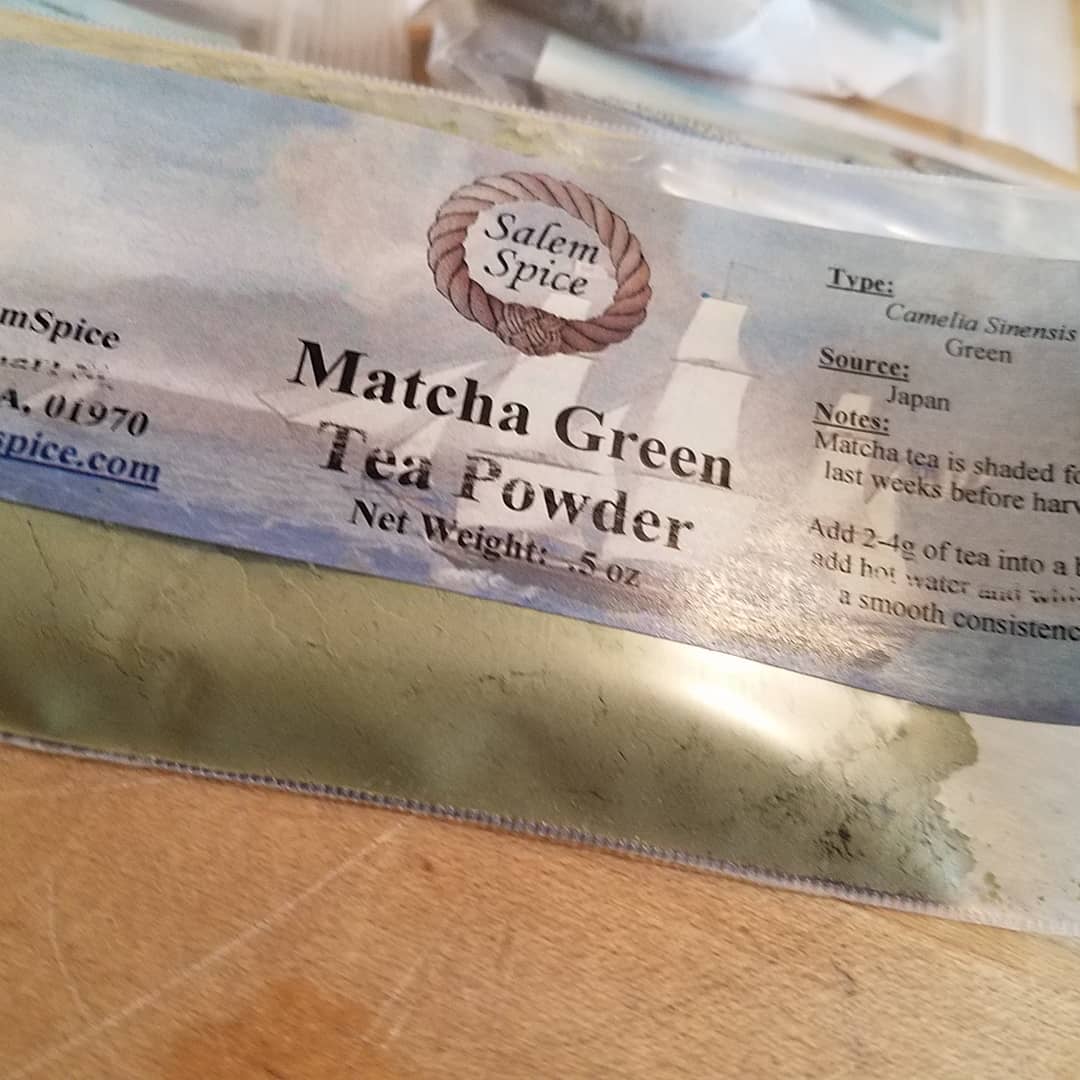 Salem
Spice
Matcha Green
Tea Powder
Net Weight: .5 oz
mSpice
A, 01970
spice.com
Type:
Camelia Sinensis
Green
Source:
Japan
Notes:
Matcha tea is shaded fo
last weeks before harv
Add 2-4g of tea into a b
add hot water and whi
a smooth consistenc